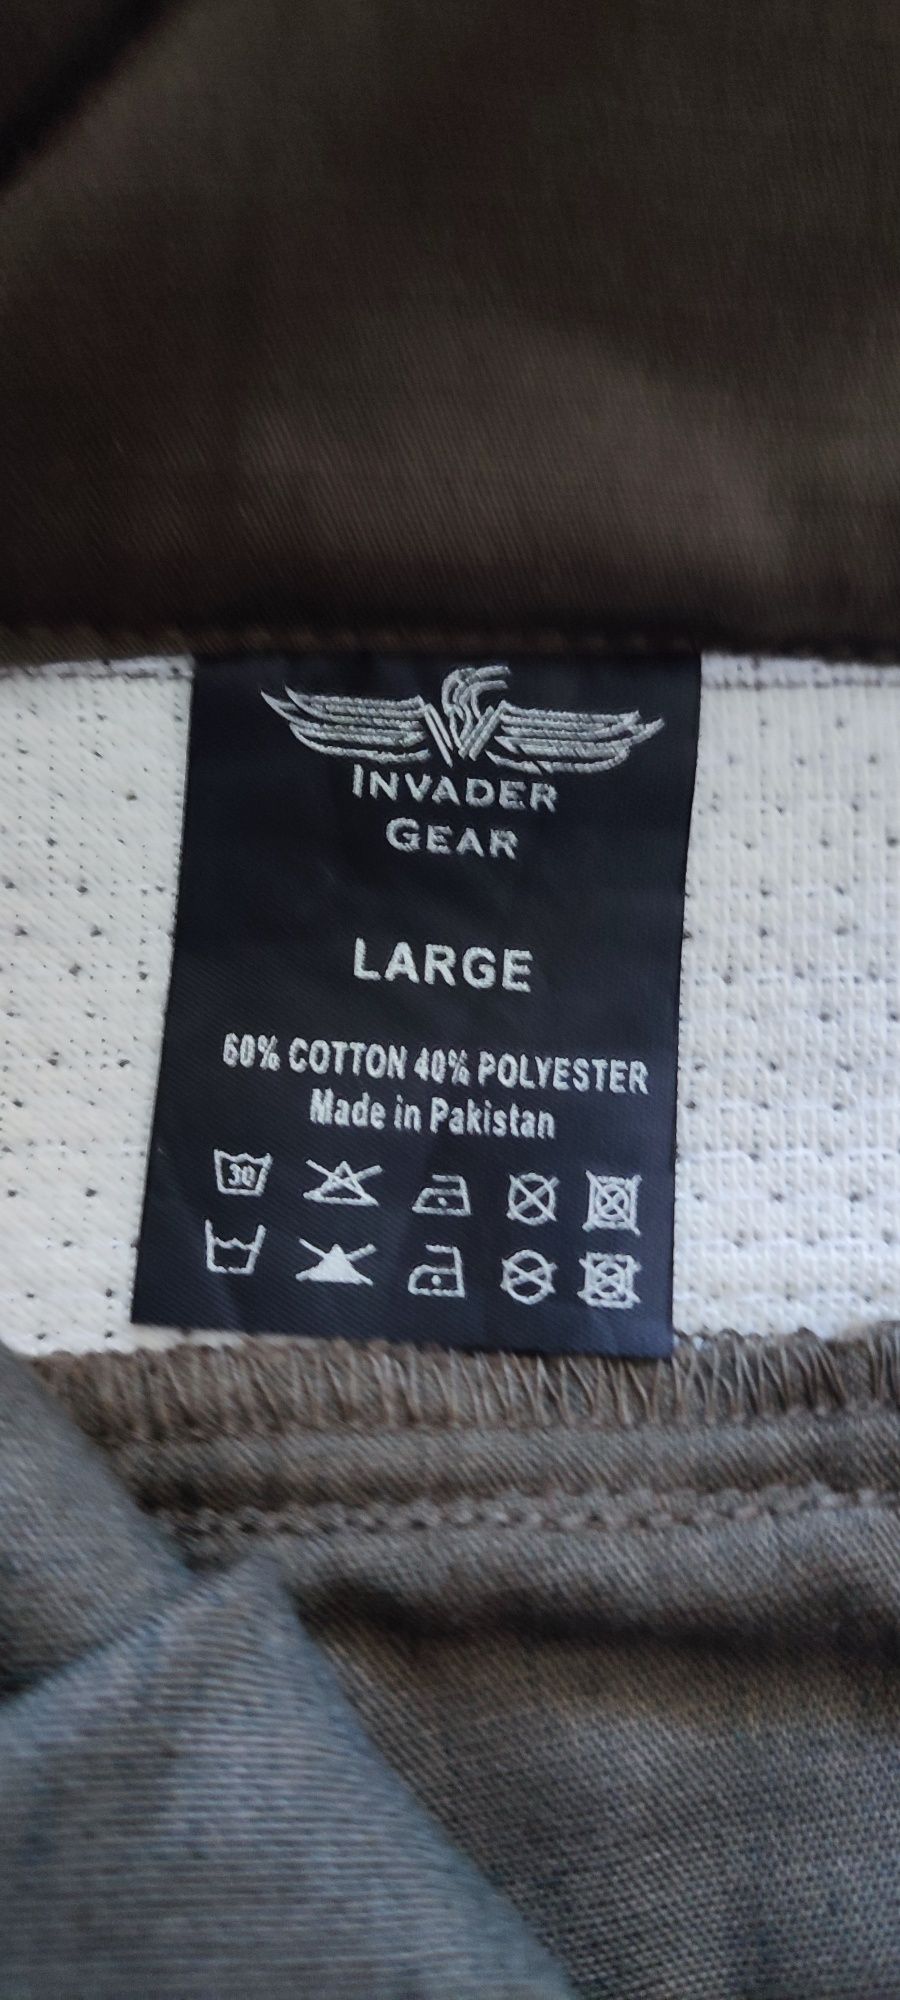 INVADER
GEAR
LARGE
60% COTTON 40% POLYESTER
Made in Pakistan
30